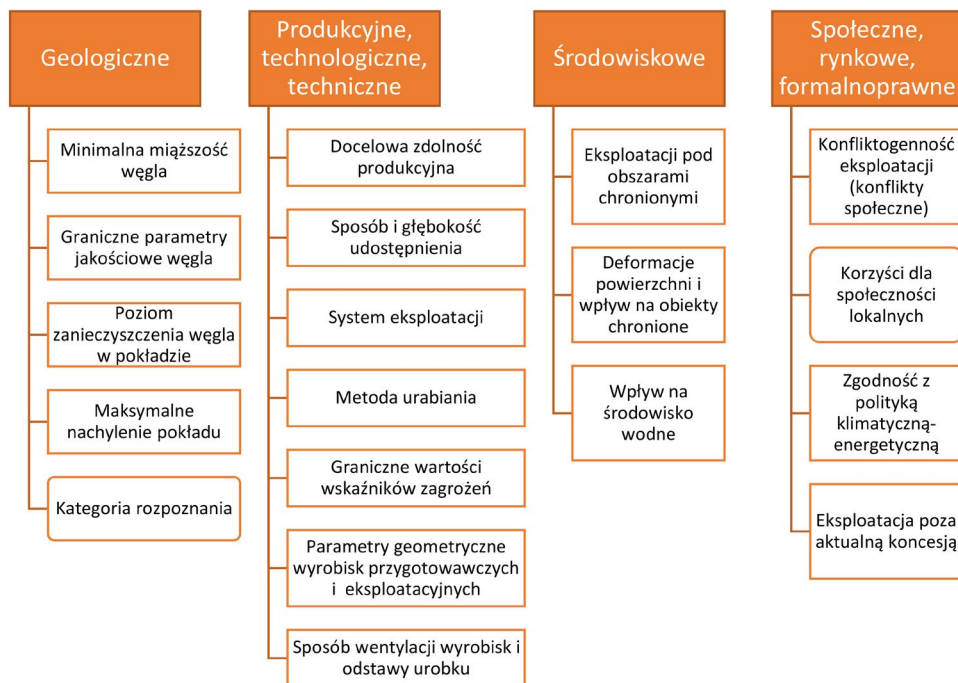 Geologiczne
Minimalna miąższość
węgla
Graniczne parametry
jakościowe węgla
Poziom
zanieczyszczenia węgla
w pokładzie
Maksymalne
nachylenie pokładu
Kategoria rozpoznania
Produkcyjne,
technologiczne,
techniczne
Docelowa zdolność
produkcyjna
Sposób i głębokość
udostępnienia
System eksploatacji
Metoda urabiania
Graniczne wartości
wskaźników zagrożeń
Parametry geometryczne
wyrobisk przygotowawczych
i eksploatacyjnych
Sposób wentylacji wyrobisk i
odstawy urobku
Środowiskowe
Eksploatacji pod
obszarami
chronionymi
Deformacje
powierzchni i
wpływ na obiekty
chronione
Wpływ na
środowisko
wodne
Społeczne,
rynkowe,
formalnoprawne
Konfliktogenność
eksploatacji
(konflikty
społeczne)
Korzyści dla
społeczności
lokalnych
Zgodność z
polityką
klimatyczną-
energetyczną
Eksploatacja poza
aktualną koncesją